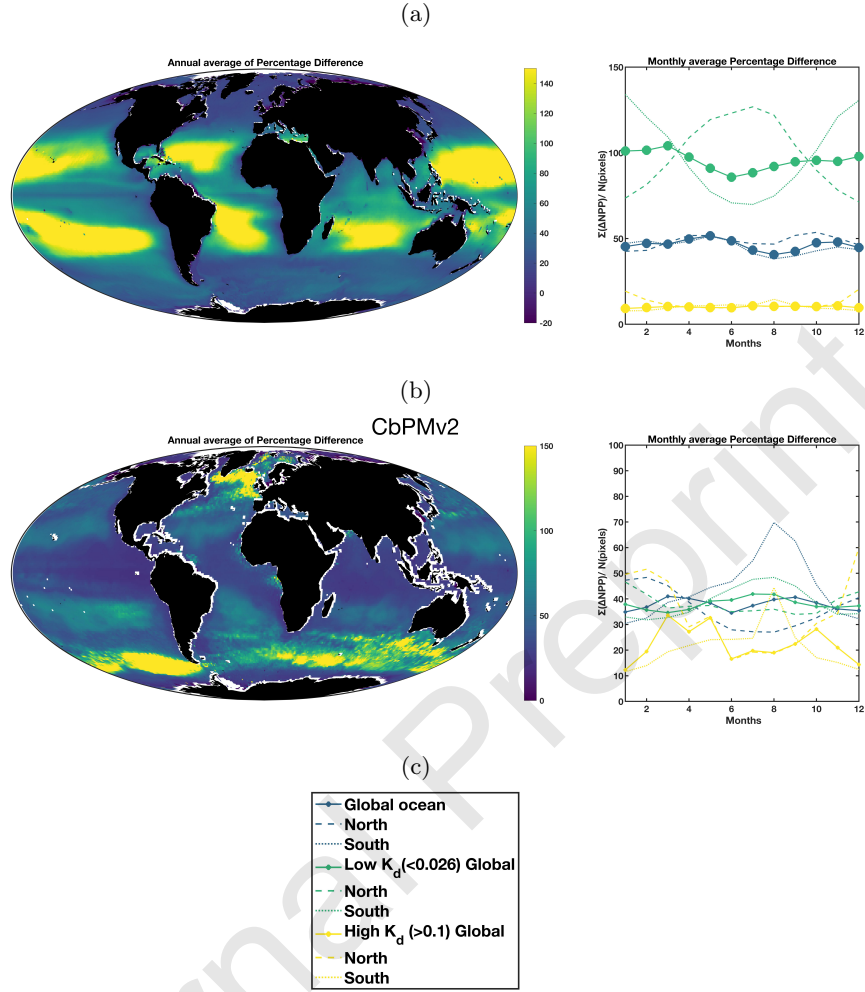 (a)
Annual average of Percentage Difference
140
120
100
80
60
40
20
0
-20
Monthly average Percentage Difference
150
100
50
0
Σ(ΔNPP)/ N(pixels)
2 4 6 8 10 12
Months
(b)
CbPMv2
Annual average of Percentage Difference
150
100
50
0
Monthly average Percentage Difference
100
90
80
70
60
50
40
30
20
10
0
Σ(ΔNPP)/ N(pixels)
2 4 6 8 10 12
Months
(c)
Global ocean
North
South
Low K_d(<0.026) Global
North
South
High K_d (>0.1) Global
North
South
rnal Preprint